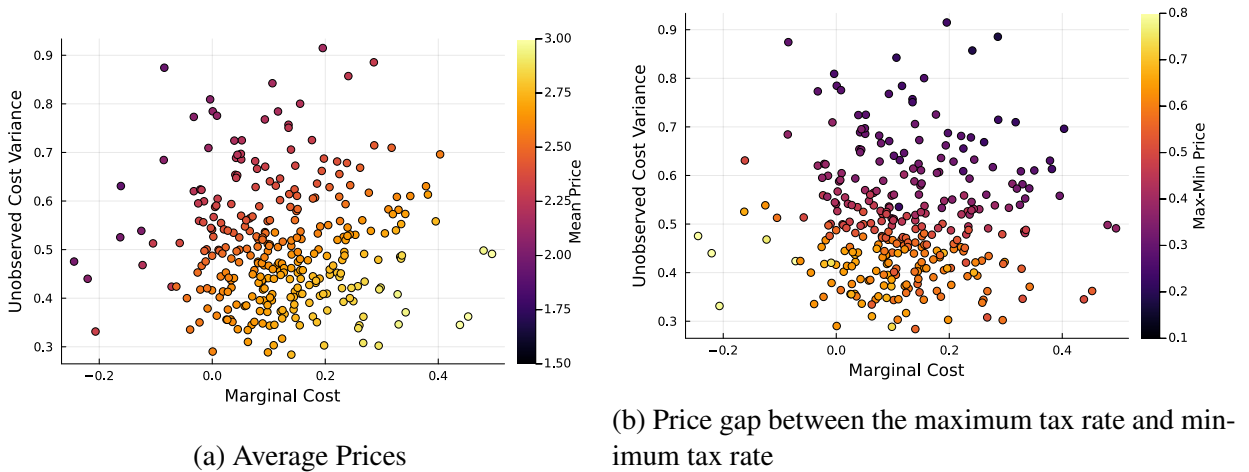 0.9
0.8
0.7
0.6
0.5
0.4
0.3
Unobserved Cost Variance
−0.2 0.0 0.2 0.4
Marginal Cost
3.00
2.75
2.50
2.25
2.00
1.75
1.50
Mean Price
(a) Average Prices
0.9
0.8
0.7
0.6
0.5
0.4
0.3
Unobserved Cost Variance
−0.2 0.0 0.2 0.4
Marginal Cost
0.8
0.7
0.6
0.5
0.4
0.3
0.2
0.1
Max-Min Price
(b) Price gap between the maximum tax rate and min-
imum tax rate